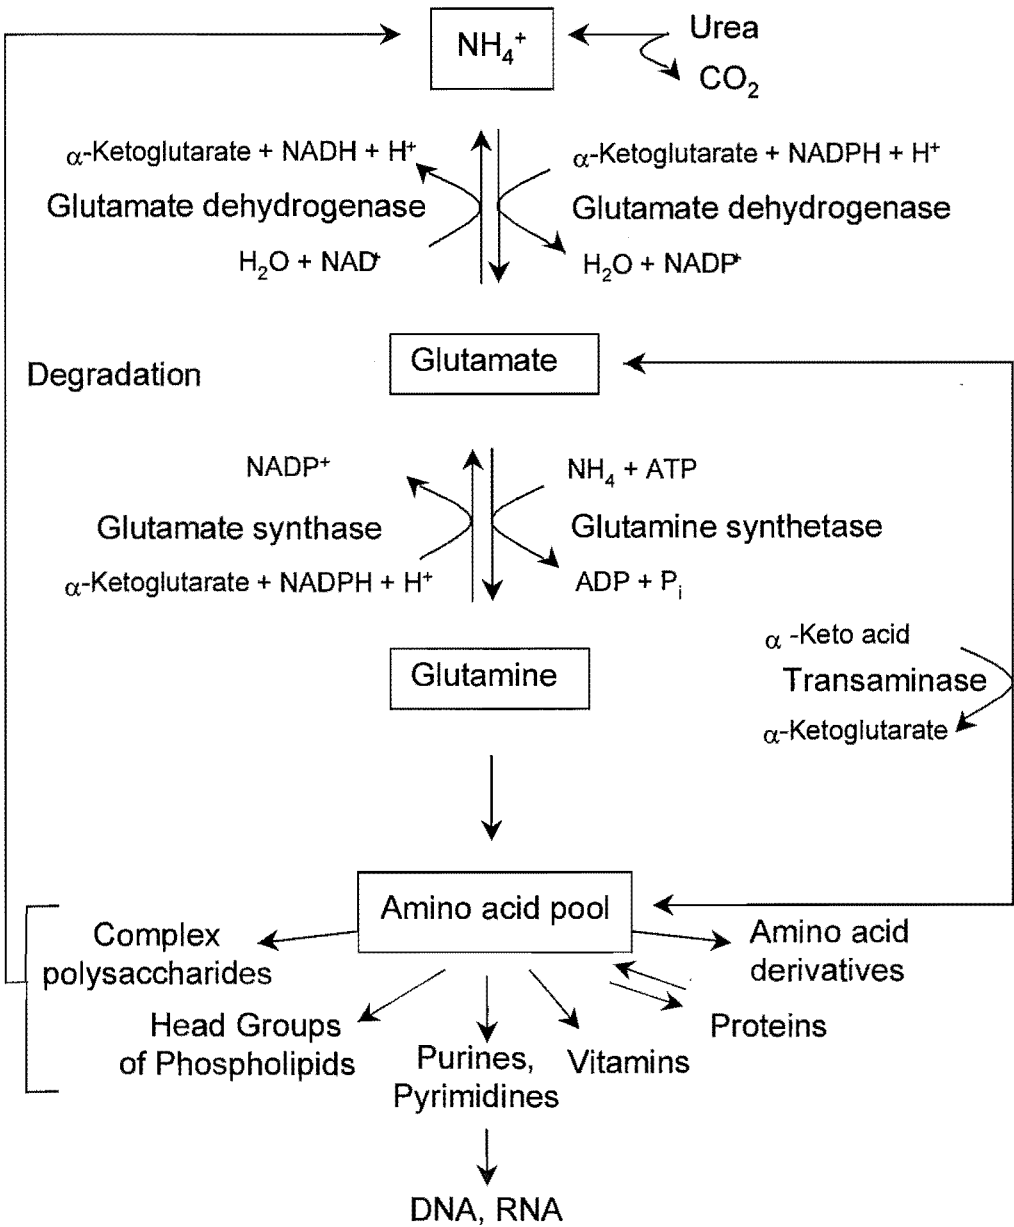 NH4+
Urea
CO2
α-Ketoglutarate + NADH + H+
α-Ketoglutarate + NADPH + H+
Glutamate dehydrogenase
Glutamate dehydrogenase
H2O + NAD+
H2O + NADP+
Glutamate
Degradation
NADP+
NH4 + ATP
Glutamate synthase
Glutamine synthetase
α-Ketoglutarate + NADPH + H+
ADP + Pi
α -Keto acid
Glutamine
Transaminase
α-Ketoglutarate
Amino acid pool
Complex
polysaccharides
Amino acid
derivatives
Head Groups
of Phospholipids
Proteins
Purines,
Pyrimidines
Vitamins
DNA, RNA